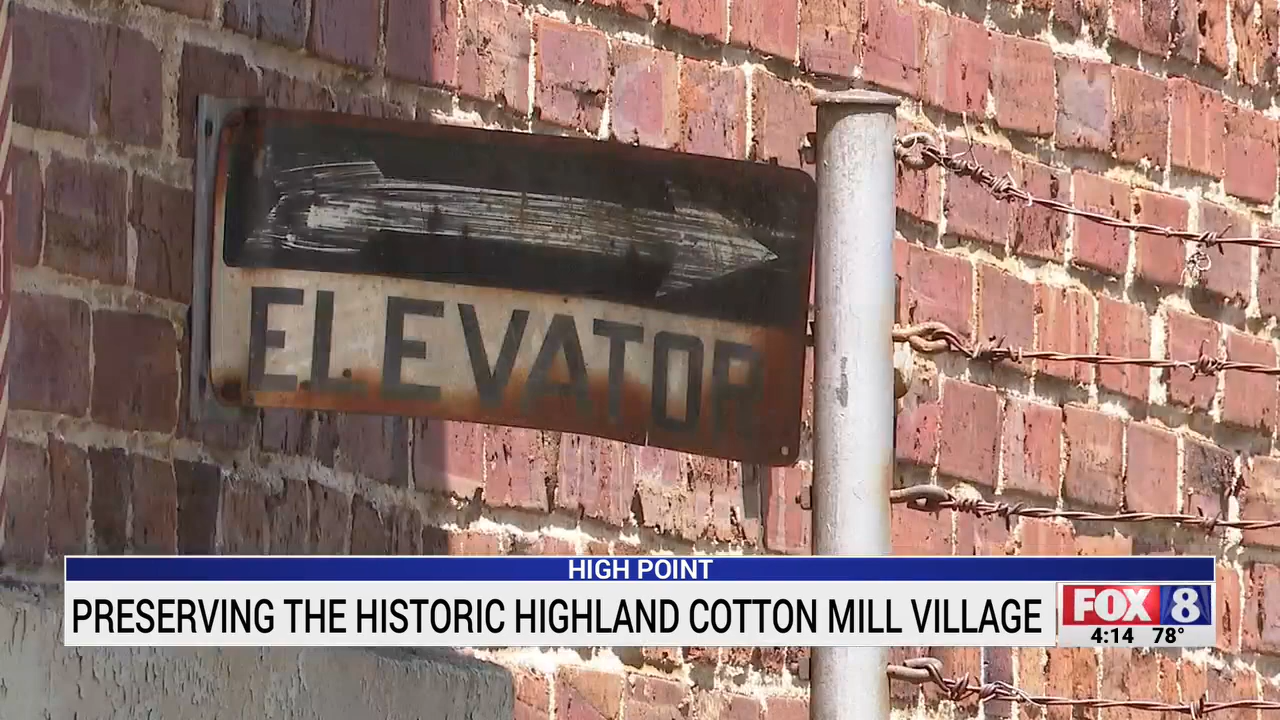 ELEVATOR
HIGH POINT
PRESERVING THE HISTORIC HIGHLAND COTTON MILL VILLAGE
FOX 8
4:14 78°